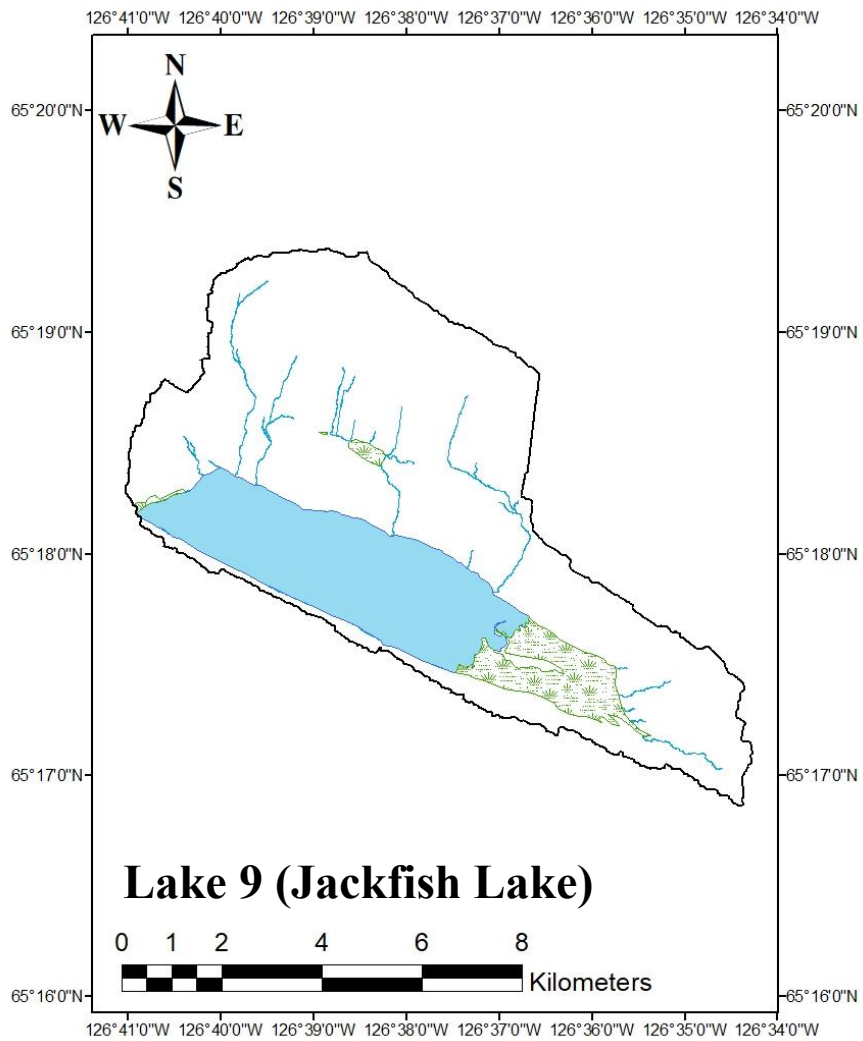 126°41'0"W 126°40'0"W 126°39'0"W 126°38'0"W 126°37'0"W 126°36'0"W 126°35'0"W 126°34'0"W
N
65°20'0"N 65°20'0"N
W E
S
65°19'0"N 65°19'0"N
65°18'0"N 65°18'0"N
65°17'0"N 65°17'0"N
Lake 9 (Jackfish Lake)
0 1 2 4 6 8
Kilometers
65°16'0"N 65°16'0"N
126°41'0"W 126°40'0"W 126°39'0"W 126°38'0"W 126°37'0"W 126°36'0"W 126°35'0"W 126°34'0"W